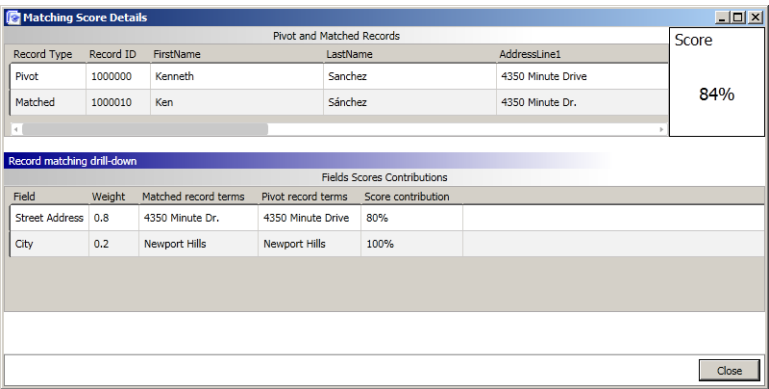 Matching Score Details
Pivot and Matched Records
Score
Record Type Record ID FirstName LastName AddressLine1
Pivot 1000000 Kenneth Sanchez 4350 Minute Drive
84%
Matched 1000010 Ken Sánchez 4350 Minute Dr.
Record matching drill-down
Fields Scores Contributions
Field Weight Matched record terms Pivot record terms Score contribution
Street Address 0.8 4350 Minute Dr. 4350 Minute Drive 80%
City 0.2 Newport Hills Newport Hills 100%
Close